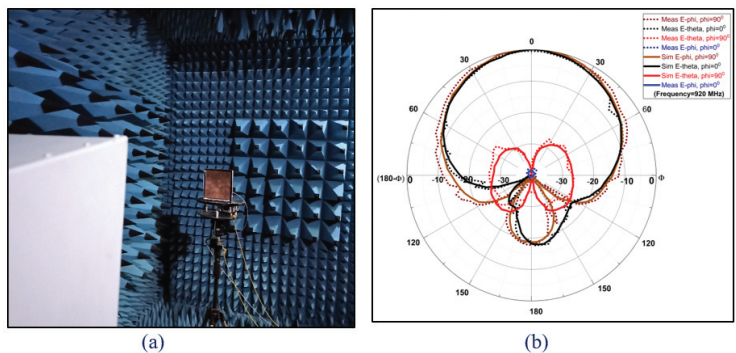 Meas E-phi, phi=90⁰
Meas E-theta, phi=0⁰
Meas E-theta, phi=90⁰
Meas E-phi, phi=0⁰
Sim E-phi, phi=90⁰
Sim E-theta, phi=0⁰
Sim E-theta, phi=90⁰
Meas E-phi, phi=0⁰
(Frequency=920 MHz)
0
30 30
60 60
(180-Φ) 0 -10 -20 -30 -30 -20 -10 0 Φ
120 120
150 150
180
(a) (b)